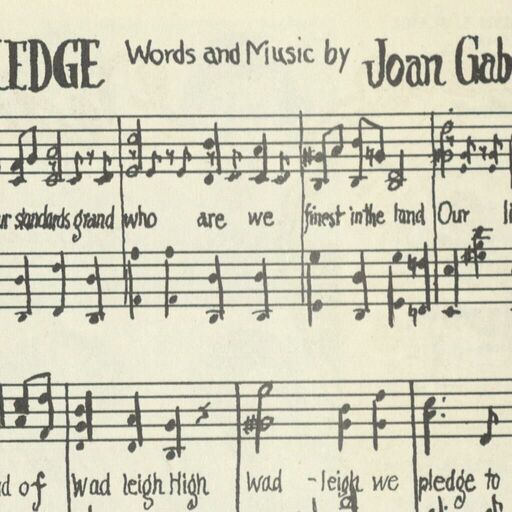 EDGE Words and Music by Joan Gab
standards grand who are we finest in the land Our li
d of Wad leigh High Wad - leigh we pledge to